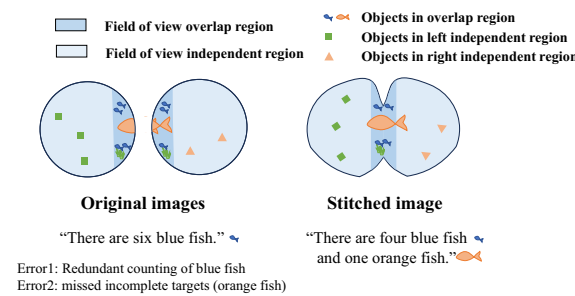 Field of view overlap region
Field of view independent region
Objects in overlap region
Objects in left independent region
Objects in right independent region
Original images
Stitched image
“There are six blue fish.”
“There are four blue fish
and one orange fish.”
Error1: Redundant counting of blue fish
Error2: missed incomplete targets (orange fish)